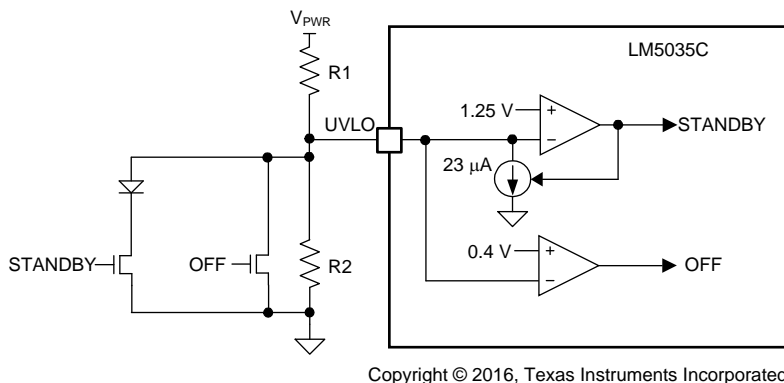 VPWR
LM5035C
R1
1.25 V
+
UVLO
STANDBY
−
23 μA
STANDBY
OFF
R2
0.4 V
+
OFF
−
Copyright © 2016, Texas Instruments Incorporated